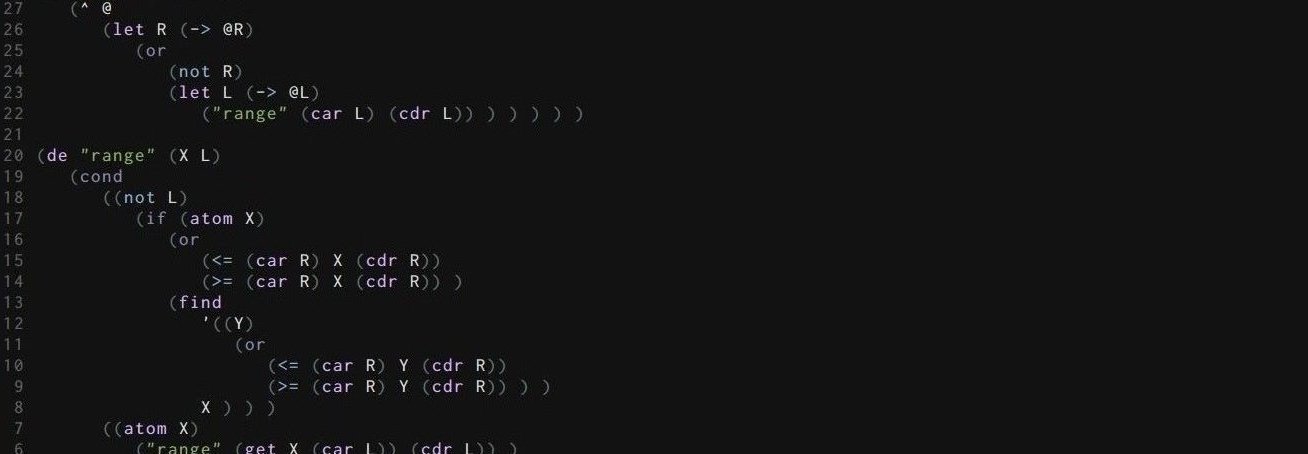 27    (^ @
26       (let R (-> @R)
25          (or
24             (not R)
23             (let L (-> @L)
22                ("range" (car L) (cdr L)) ) ) ) ) )
21
20 (de "range" (X L)
19    (cond
18       ((not L)
17          (if (atom X)
16             (or
15                (<= (car R) X (cdr R))
14                (>= (car R) X (cdr R)) )
13             (find
12                '((Y)
11                   (or
10                      (<= (car R) Y (cdr R))
9                      (>= (car R) Y (cdr R)) ) )
8                X ) ) )
7       ((atom X)
6          ("range" (get X (car L)) (cdr L)) )